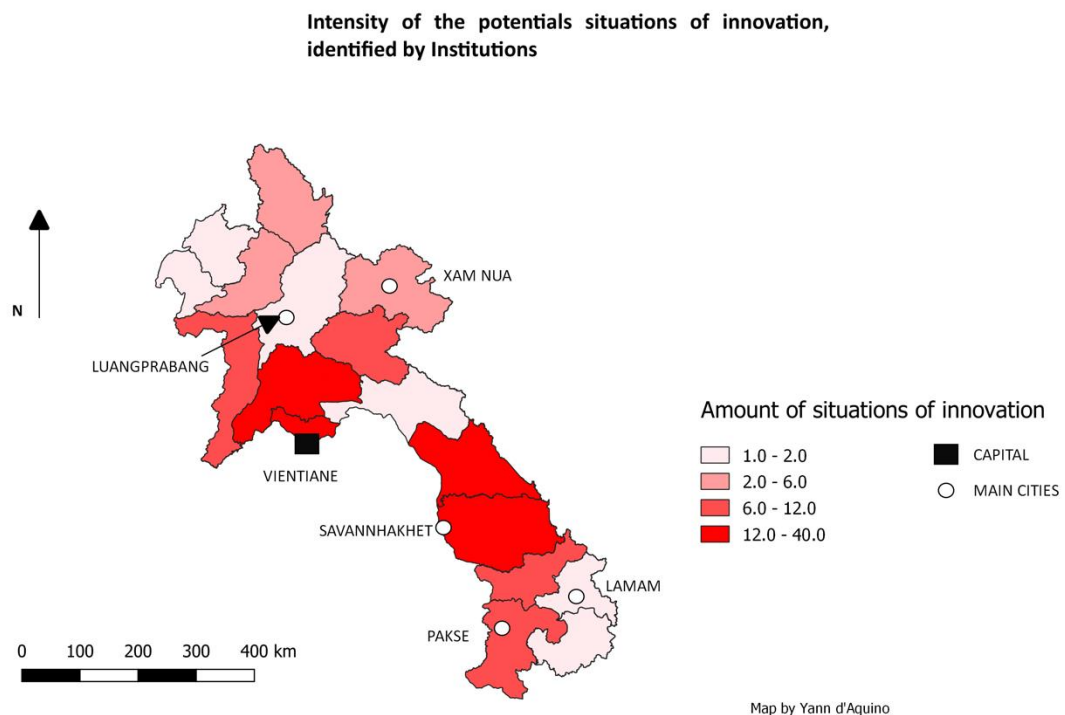 Intensity of the potentials situations of innovation,
identified by Institutions
XAM NUA
N
LUANGPRABANG
VIENTIANE
SAVANNHAKHET
LAMAM
PAKSE
Amount of situations of innovation
1.0 - 2.0
2.0 - 6.0
6.0 - 12.0
12.0 - 40.0
CAPITAL
MAIN CITIES
0 100 200 300 400 km
Map by Yann d'Aquino